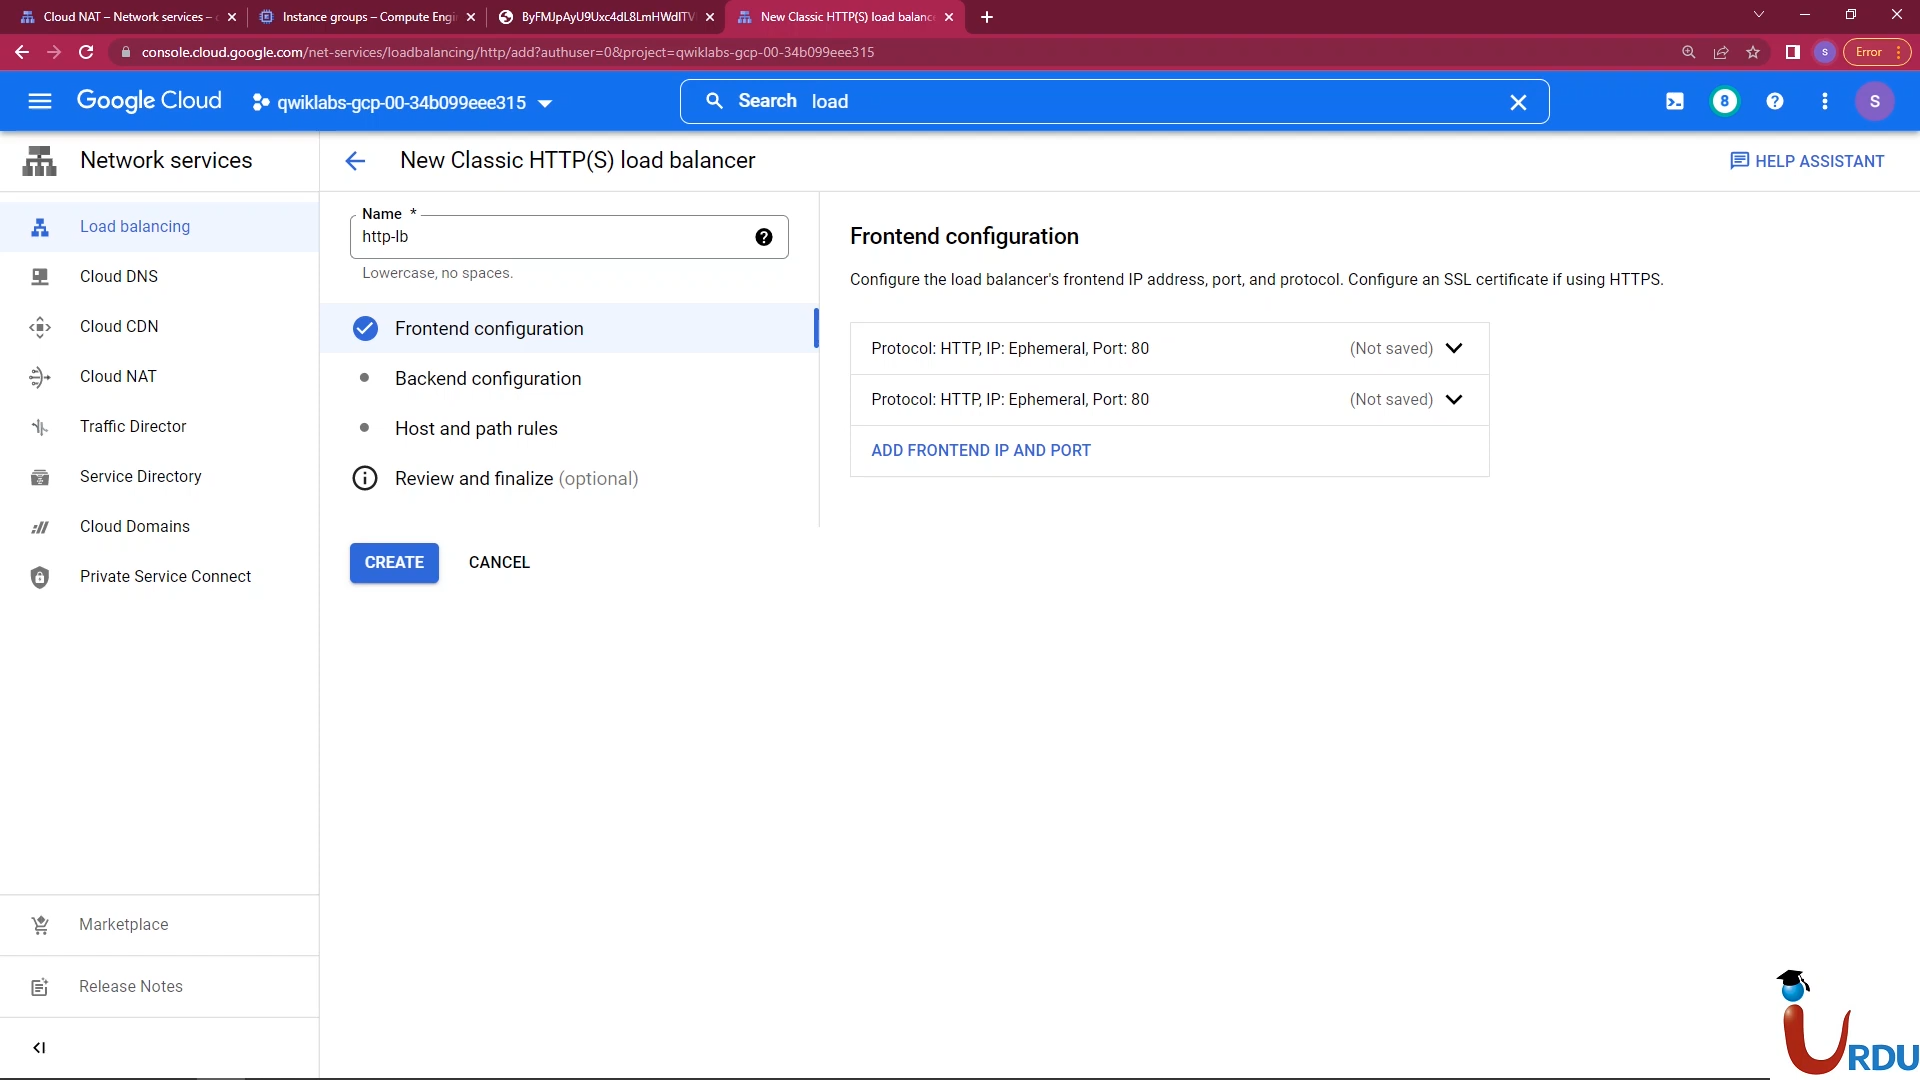 Cloud NAT – Network services –
Instance groups – Compute Engi
ByFMJpAyU9Uxc4dL8LmHWdITVI
New Classic HTTP(S) load balance
console.cloud.google.com/net-services/loadbalancing/http/add?authuser=0&project=qwiklabs-gcp-00-34b099eee315
S
Error
Google Cloud
qwiklabs-gcp-00-34b099eee315
Search load
8
S
Network services
New Classic HTTP(S) load balancer
HELP ASSISTANT
Load balancing
Cloud DNS
Cloud CDN
Cloud NAT
Traffic Director
Service Directory
Cloud Domains
Private Service Connect
Marketplace
Release Notes
Name *
http-lb
Lowercase, no spaces.
Frontend configuration
Backend configuration
Host and path rules
Review and finalize (optional)
CREATE
CANCEL
Frontend configuration
Configure the load balancer's frontend IP address, port, and protocol. Configure an SSL certificate if using HTTPS.
Protocol: HTTP, IP: Ephemeral, Port: 80 (Not saved)
Protocol: HTTP, IP: Ephemeral, Port: 80 (Not saved)
ADD FRONTEND IP AND PORT
iURDU